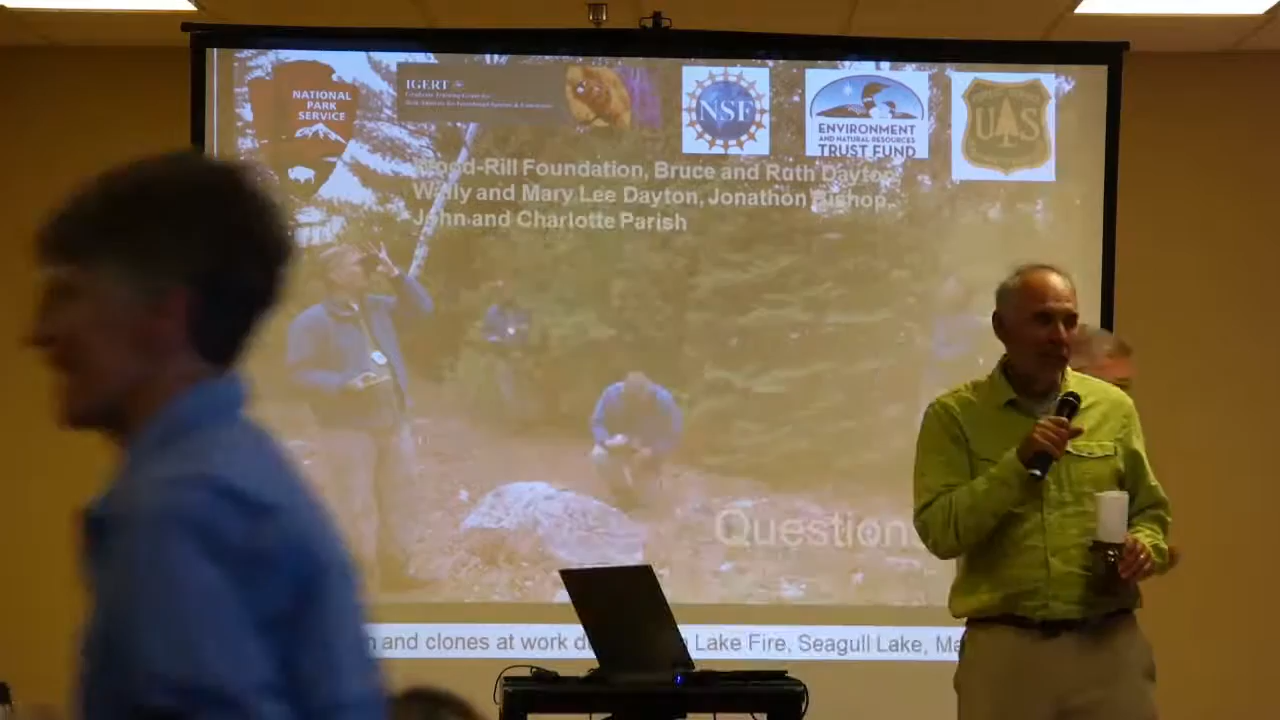 NATIONAL
PARK
SERVICE
IGERT
NSF
ENVIRONMENT
AND NATURAL RESOURCES
TRUST FUND
U S
Wood-Rill Foundation, Bruce and Ruth Dayton,
Wally and Mary Lee Dayton, Jonathon Bishop,
John and Charlotte Parish
Question
and clones at work Lake Fire, Seagull Lake,